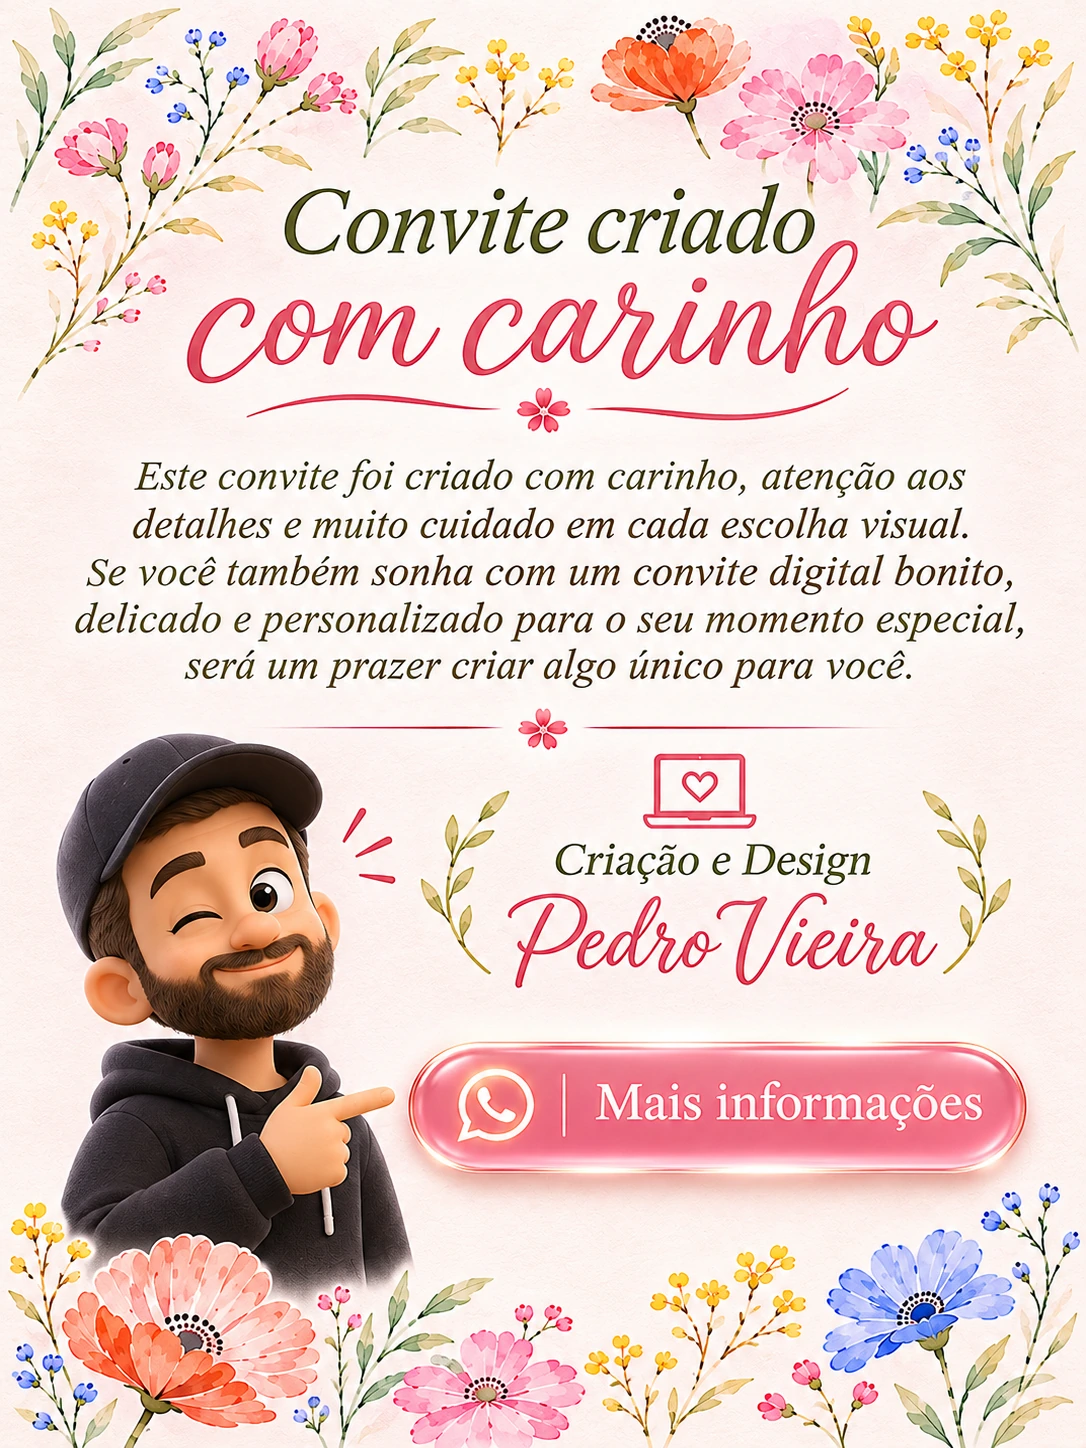 Convite criado
com carinho
Este convite foi criado com carinho, atenção aos
detalhes e muito cuidado em cada escolha visual.
Se você também sonha com um convite digital bonito,
delicado e personalizado para o seu momento especial,
será um prazer criar algo único para você.
Criação e Design
Pedro Vieira
Mais informações